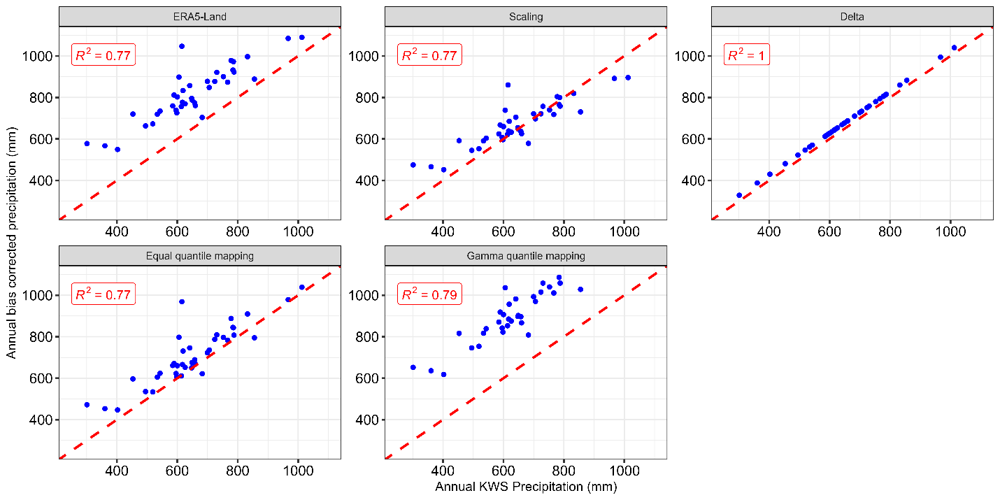 ERA5-Land
Scaling
Delta
1000
800
600
400
R² = 0.77
400 600 800 1000
1000
800
600
400
R² = 0.77
400 600 800 1000
1000
800
600
400
R² = 1
400 600 800 1000
Annual bias corrected precipitation (mm)
Equal quantile mapping
Gamma quantile mapping
1000
800
600
400
R² = 0.77
400 600 800 1000
1000
800
600
400
R² = 0.79
400 600 800 1000
Annual KWS Precipitation (mm)